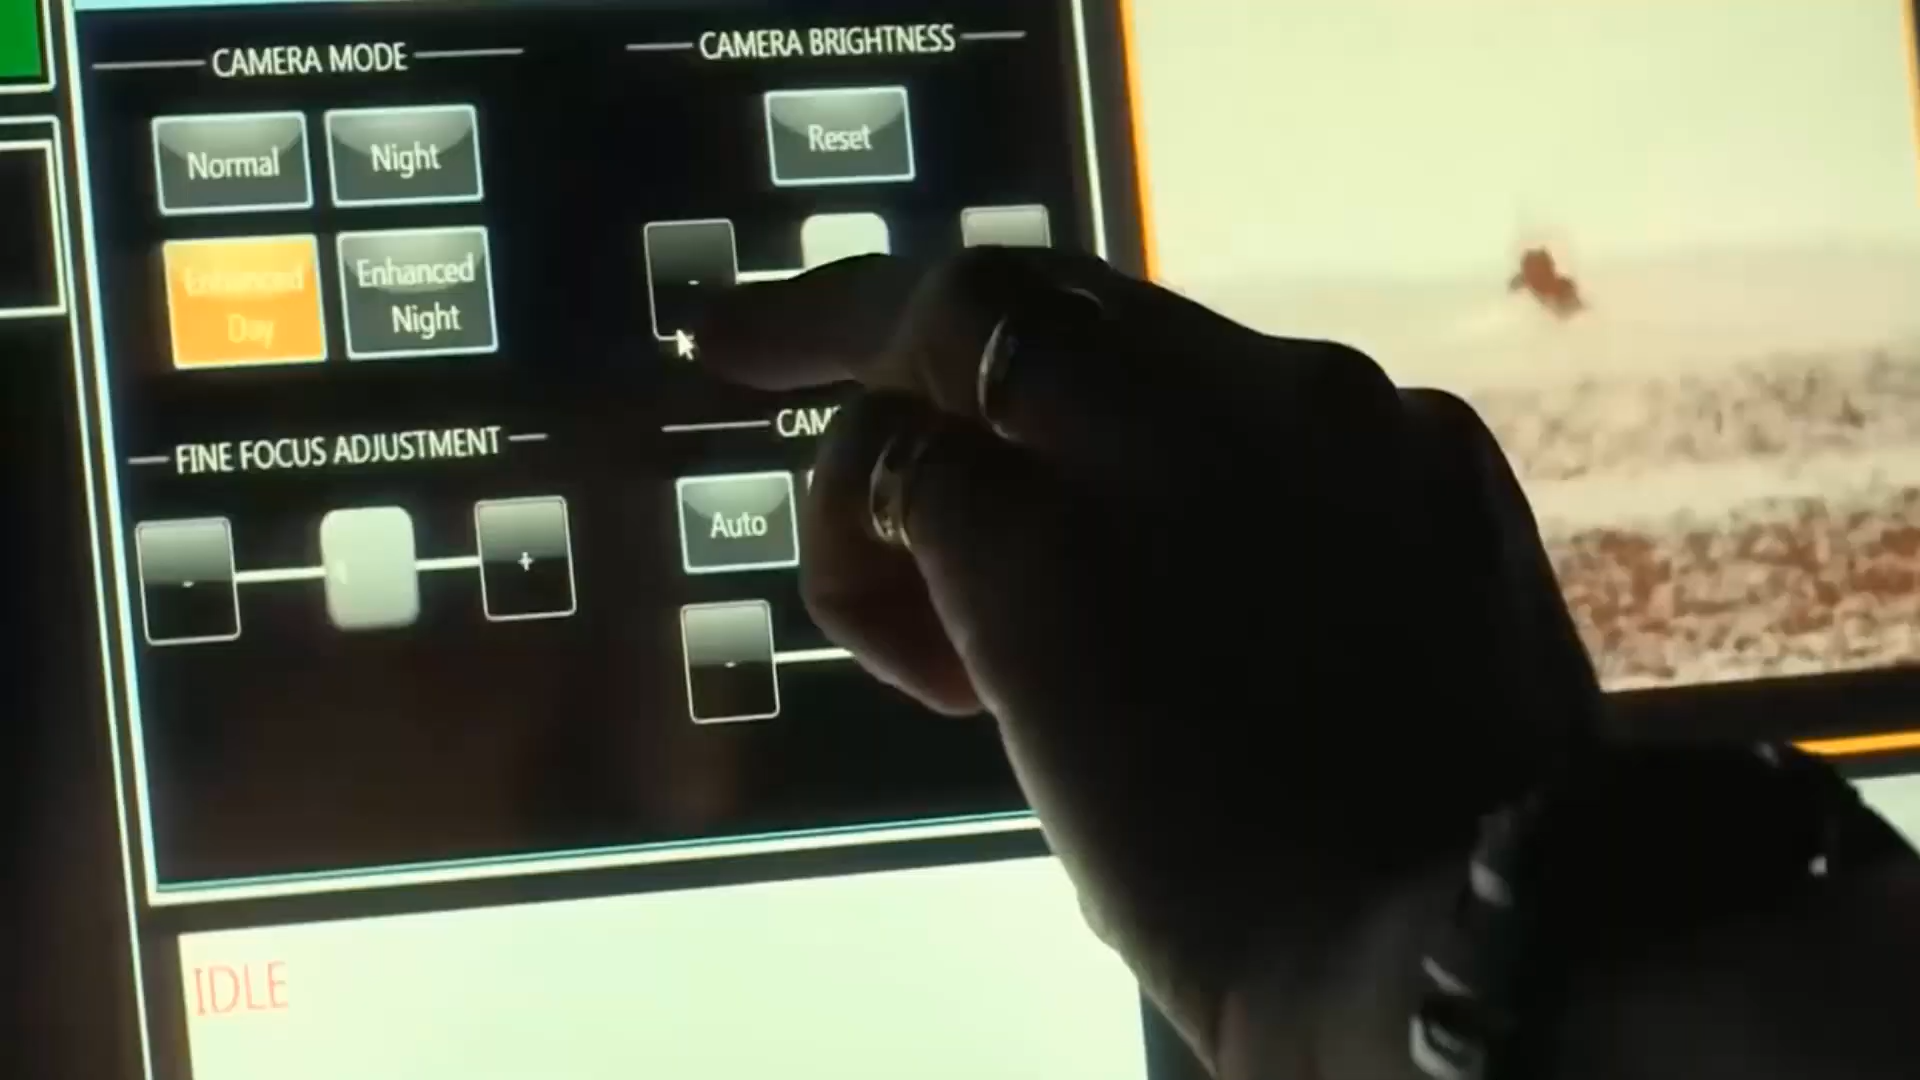 CAMERA MODE
CAMERA BRIGHTNESS
Normal
Night
Reset
Enhanced
Day
Enhanced
Night
-
FINE FOCUS ADJUSTMENT
Auto
-
+
-
IDLE